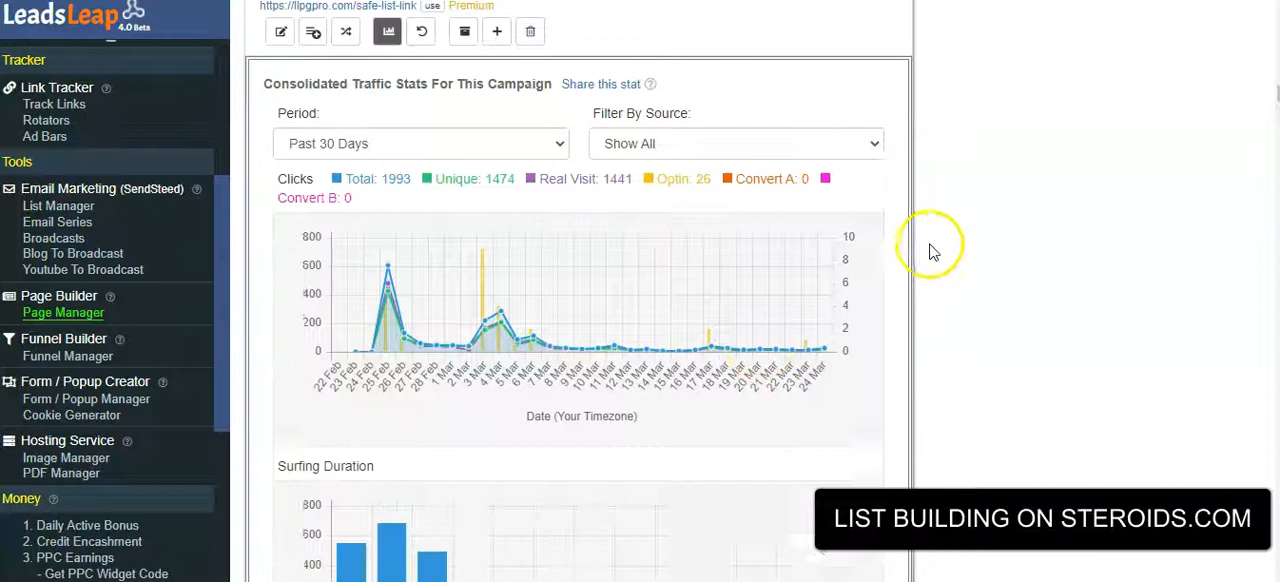 LeadsLeap
4.0 Beta
Tracker
Link Tracker ?
Track Links
Rotators
Ad Bars
Tools
Email Marketing (SendSteed) ?
List Manager
Email Series
Broadcasts
Blog To Broadcast
Youtube To Broadcast
Page Builder ?
Page Manager
Funnel Builder ?
Funnel Manager
Form / Popup Creator ?
Form / Popup Manager
Cookie Generator
Hosting Service ?
Image Manager
PDF Manager
Money ?
1. Daily Active Bonus
2. Credit Encashment
3. PPC Earnings
- Get PPC Widget Code
https://llpgpro.com/safe-list-link use Premium
Consolidated Traffic Stats For This Campaign Share this stat ?
Period: Filter By Source:
Past 30 Days Show All
Clicks Total: 1993 Unique: 1474 Real Visit: 1441 Optin: 26 Convert A: 0
Convert B: 0
800 10
600 8
400 6
200 4
0 2
0
22 Feb 23 Feb 24 Feb 25 Feb 26 Feb 27 Feb 28 Feb 1 Mar 2 Mar 3 Mar 4 Mar 5 Mar 6 Mar 7 Mar 8 Mar 9 Mar 10 Mar 11 Mar 12 Mar 13 Mar 14 Mar 15 Mar 16 Mar 17 Mar 18 Mar 19 Mar 20 Mar 21 Mar 22 Mar 23 Mar 24 Mar
Date (Your Timezone)
Surfing Duration
800
600
400
LIST BUILDING ON STEROIDS.COM